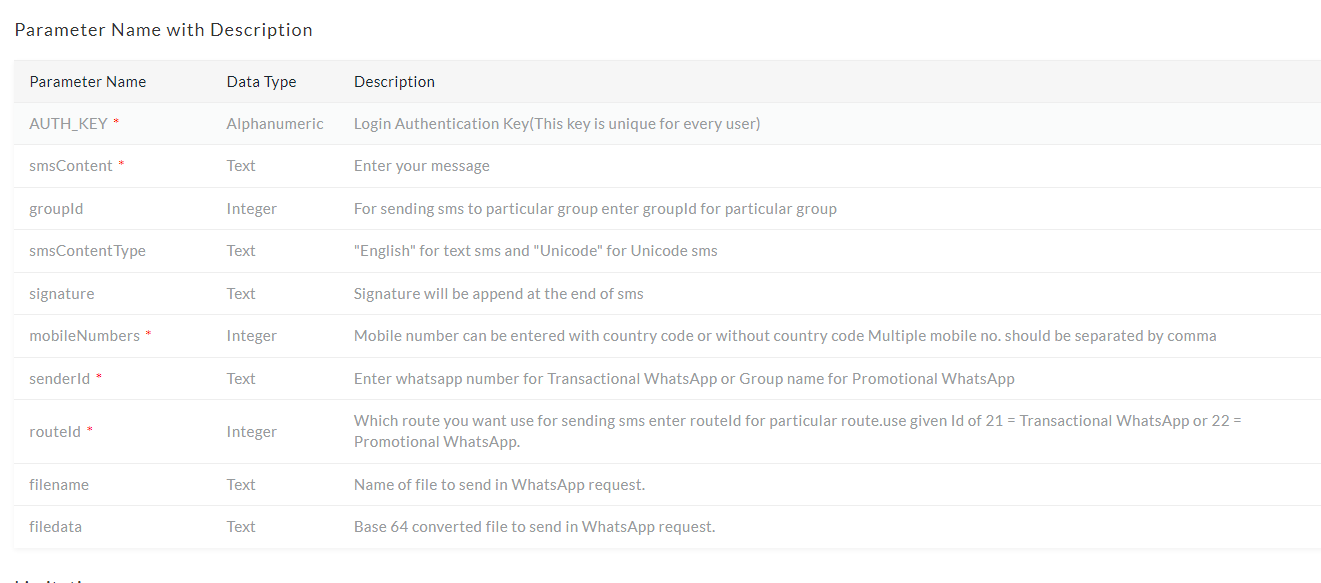 Parameter Name with Description
Parameter Name Data Type Description
AUTH_KEY * Alphanumeric Login Authentication Key(This key is unique for every user)
smsContent * Text Enter your message
groupId Integer For sending sms to particular group enter groupId for particular group
smsContentType Text "English" for text sms and "Unicode" for Unicode sms
signature Text Signature will be append at the end of sms
mobileNumbers * Integer Mobile number can be entered with country code or without country code Multiple mobile no. should be separated by comma
senderId * Text Enter whatsapp number for Transactional WhatsApp or Group name for Promotional WhatsApp
routeId * Integer Which route you want use for sending sms enter routeId for particular route.use given Id of 21 = Transactional WhatsApp or 22 =
Promotional WhatsApp.
filename Text Name of file to send in WhatsApp request.
filedata Text Base 64 converted file to send in WhatsApp request.